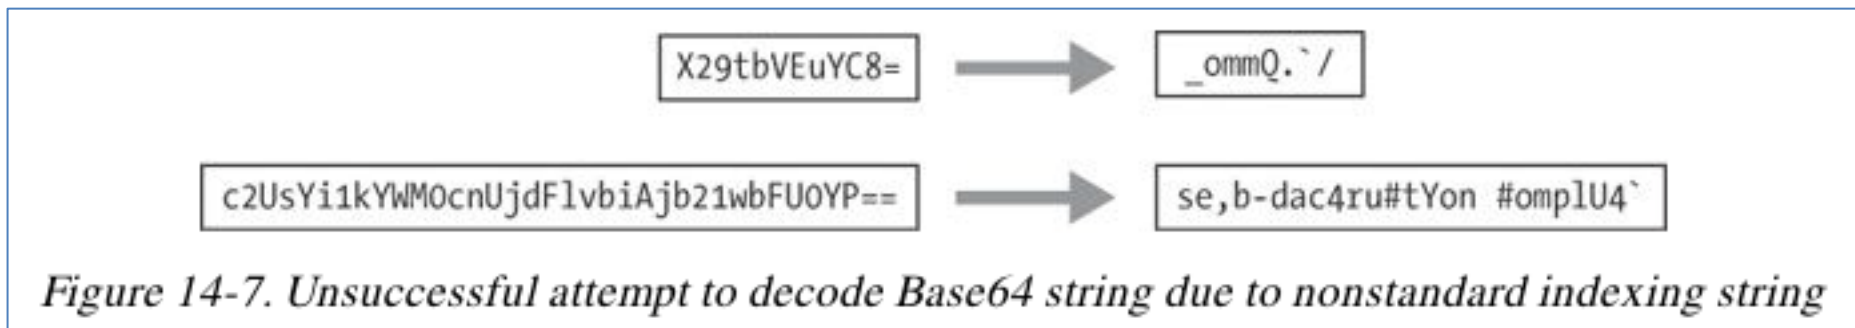 X29tbVEuYC8= _ommQ.`/
c2UsYi1kYWM0cnUjdFlvbiAjb21wbFU0YP== se,b-dac4ru#tYon #omplU4`
Figure 14-7. Unsuccessful attempt to decode Base64 string due to nonstandard indexing string